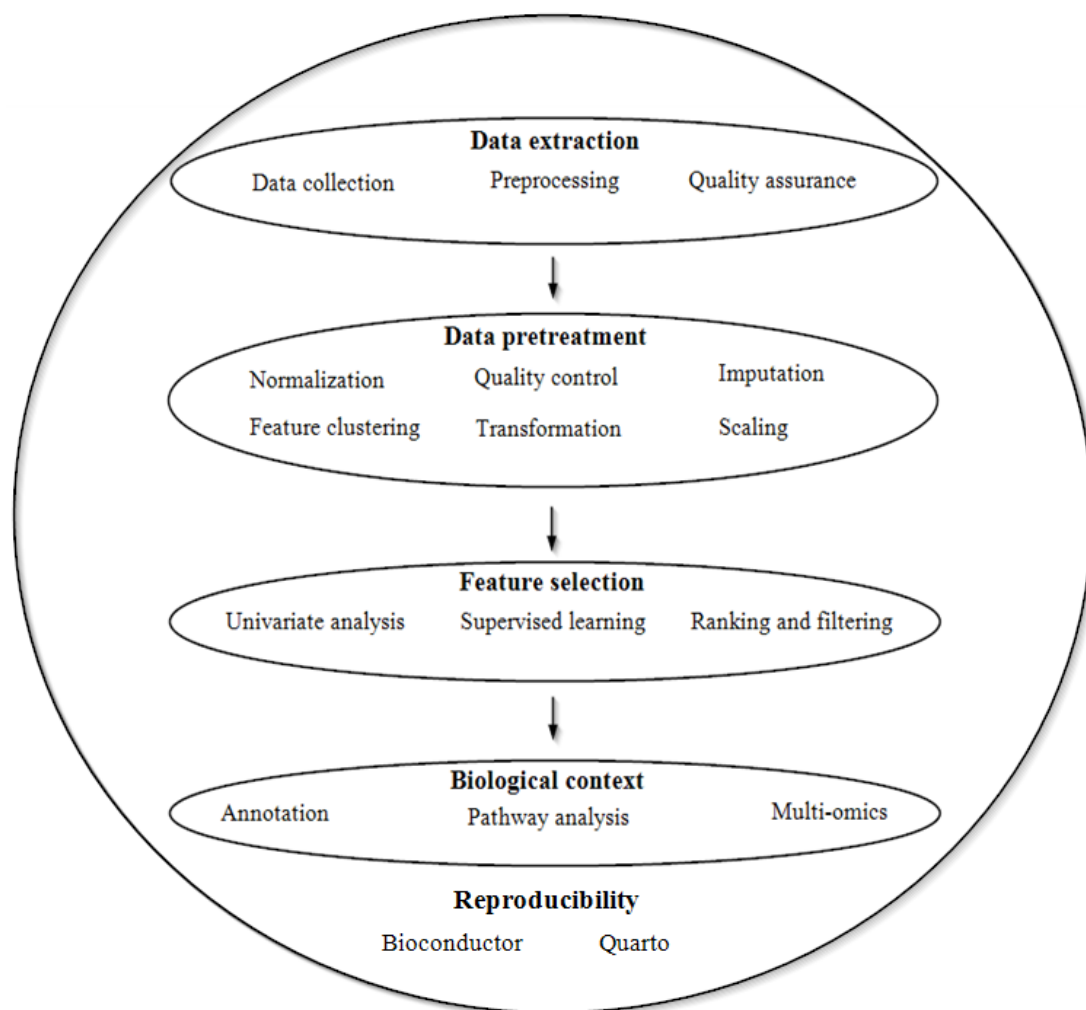 Data extraction
Data collection Preprocessing Quality assurance
Data pretreatment
Normalization Quality control Imputation
Feature clustering Transformation Scaling
Feature selection
Univariate analysis Supervised learning Ranking and filtering
Biological context
Annotation Pathway analysis Multi-omics
Reproducibility
Bioconductor Quarto